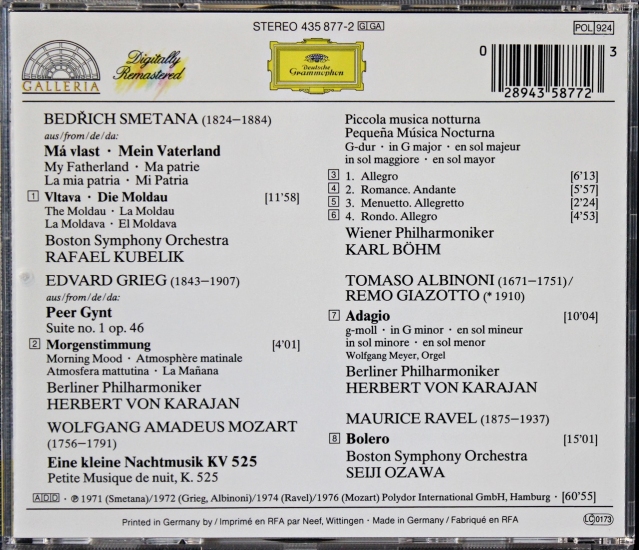 STEREO 435 877-2 G GA
POL 924
GALLERIA
Digitally
Remastered
Deutsche
Grammophon
0
28943 58772
3
BEDŘICH SMETANA (1824–1884)
aus/from/de/da:
Má vlast · Mein Vaterland
My Fatherland · Ma patrie
La mia patria · Mi Patria
1 Vltava · Die Moldau [11'58]
The Moldau · La Moldau
La Moldava · El Moldava
Boston Symphony Orchestra
RAFAEL KUBELIK
EDVARD GRIEG (1843–1907)
aus/from/de/da:
Peer Gynt
Suite no. 1 op. 46
2 Morgenstimmung [4'01]
Morning Mood · Atmosphère matinale
Atmosfera mattutina · La Mañana
Berliner Philharmoniker
HERBERT VON KARAJAN
WOLFGANG AMADEUS MOZART
(1756–1791)
Eine kleine Nachtmusik KV 525
Petite Musique de nuit, K. 525
Piccola musica notturna
Pequeña Música Nocturna
G-dur · in G major · en sol majeur
in sol maggiore · en sol mayor
3 1. Allegro [6'13]
4 2. Romance. Andante [5'57]
5 3. Menuetto. Allegretto [2'24]
6 4. Rondo. Allegro [4'53]
Wiener Philharmoniker
KARL BÖHM
TOMASO ALBINONI (1671–1751)/
REMO GIAZOTTO (* 1910)
7 Adagio [10'04]
g-moll · in G minor · en sol mineur
in sol minore · en sol menor
Wolfgang Meyer, Orgel
Berliner Philharmoniker
HERBERT VON KARAJAN
MAURICE RAVEL (1875–1937)
8 Bolero [15'01]
Boston Symphony Orchestra
SEIJI OZAWA
ADD · ℗ 1971 (Smetana)/1972 (Grieg, Albinoni)/1974 (Ravel)/1976 (Mozart) Polydor International GmbH, Hamburg · [60'55]
Printed in Germany by / Imprimé en RFA par Neef, Wittingen · Made in Germany / Fabriqué en RFA
LC 0173